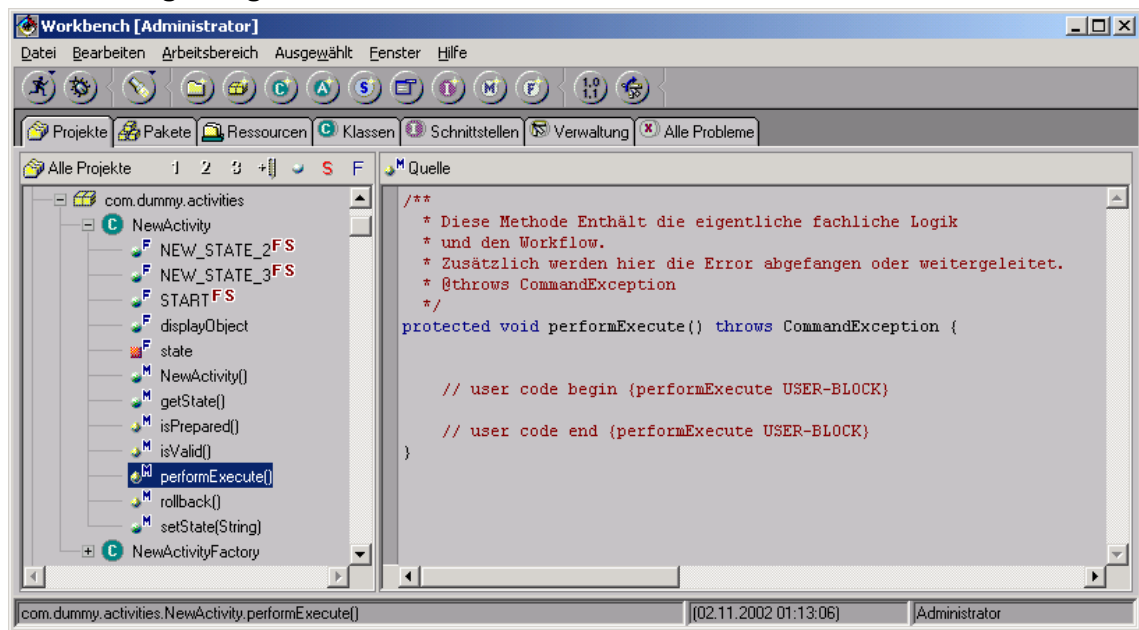 Workbench [Administrator]
Datei Bearbeiten Arbeitsbereich Ausgewählt Fenster Hilfe
Projekte Pakete Ressourcen Klassen Schnittstellen Verwaltung Alle Probleme
Alle Projekte 1 2 3 S F
M Quelle
com.dummy.activities
C NewActivity
F NEW_STATE_2 F S
F NEW_STATE_3 F S
F START F S
F displayObject
F state
M NewActivity()
M getState()
M isPrepared()
M isValid()
M performExecute()
M rollback()
M setState(String)
C NewActivityFactory
/**
* Diese Methode Enthält die eigentliche fachliche Logik
* und den Workflow.
* Zusätzlich werden hier die Error abgefangen oder weitergeleitet.
* @throws CommandException
*/
protected void performExecute() throws CommandException {
// user code begin {performExecute USER-BLOCK}
// user code end {performExecute USER-BLOCK}
}
com.dummy.activities.NewActivity.performExecute() (02.11.2002 01:13:06) Administrator